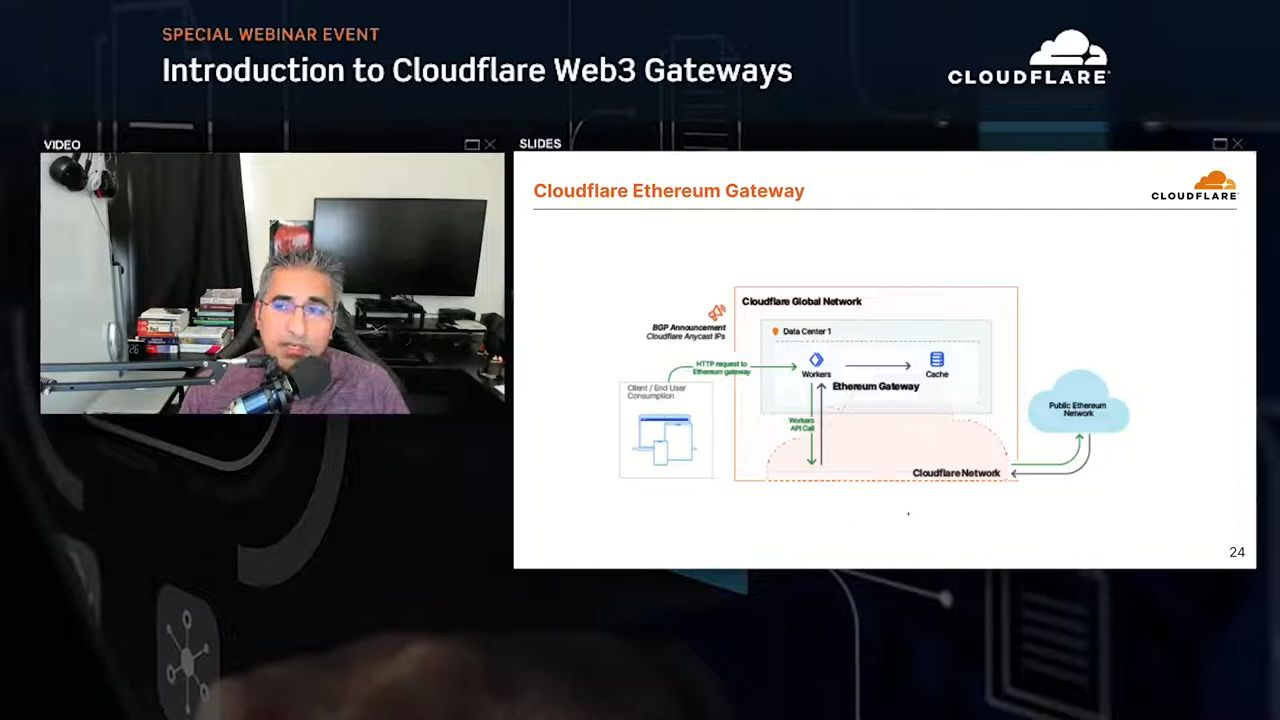 SPECIAL WEBINAR EVENT
Introduction to Cloudflare Web3 Gateways
CLOUDFLARE
VIDEO
SLIDES
Cloudflare Ethereum Gateway
CLOUDFLARE
Cloudflare Global Network
BGP Announcement
Cloudflare Anycast IPs
Data Center 1
HTTP request to
Ethereum gateway
Workers
Cache
Ethereum Gateway
Client / End User
Consumption
Workers
API Call
Public Ethereum
Network
Cloudflare Network
24